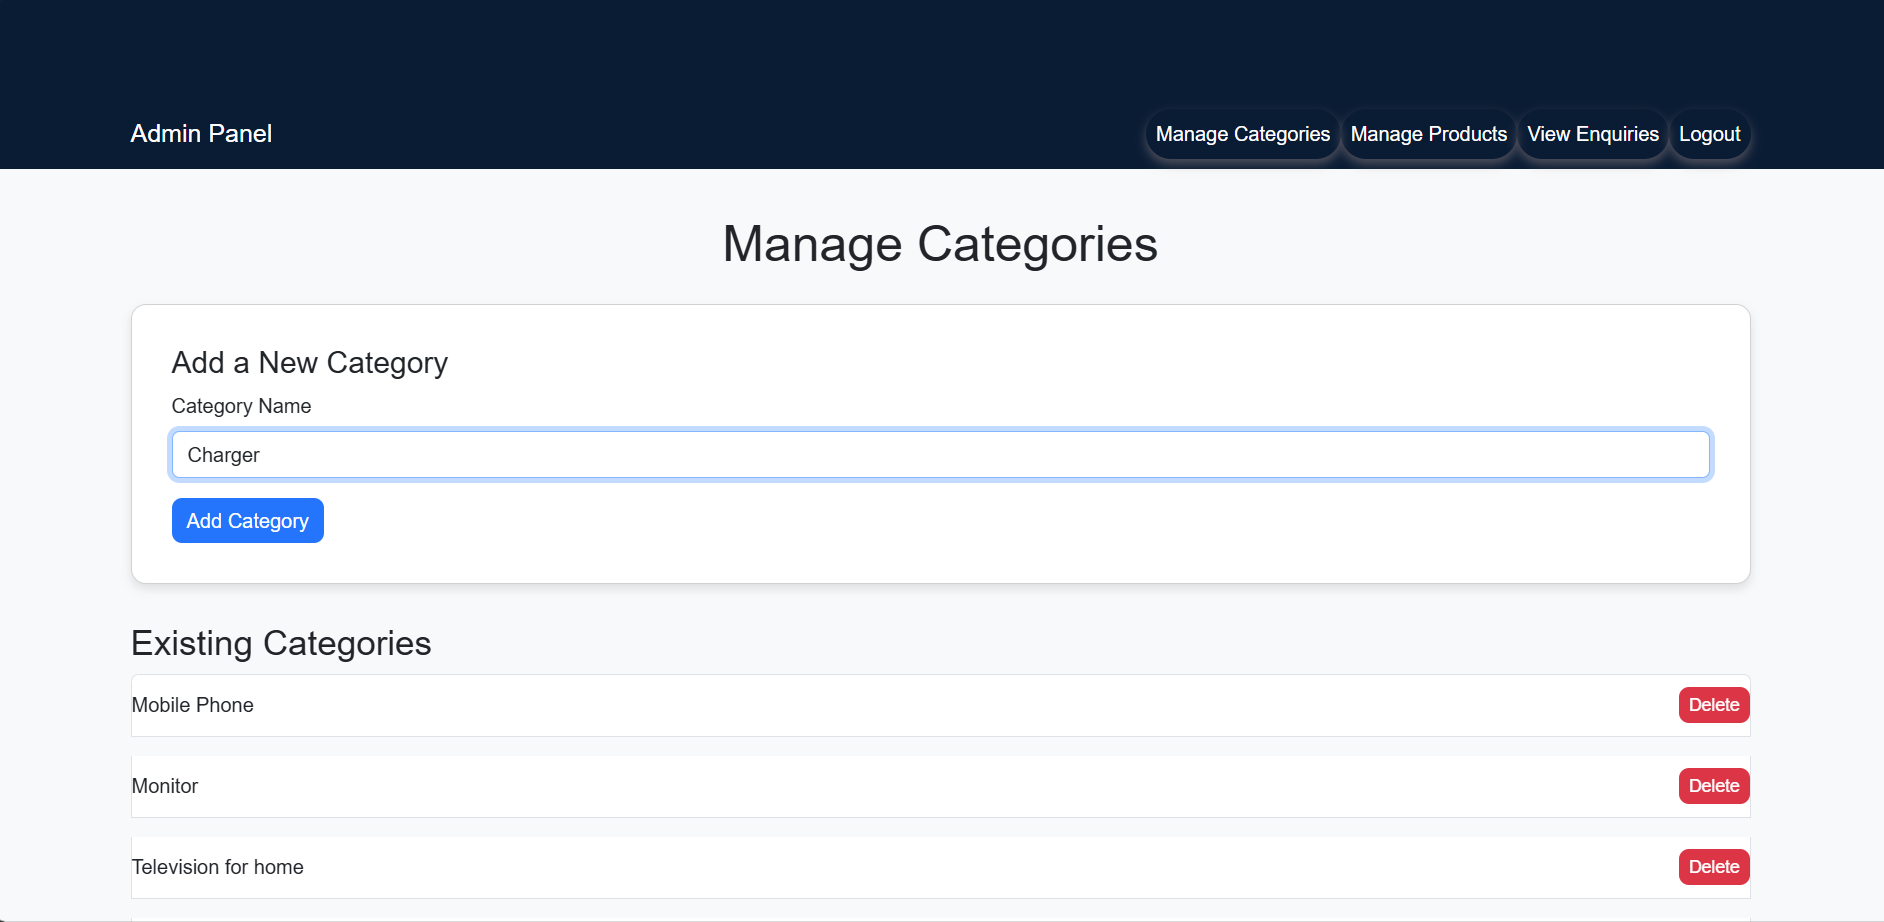 Admin Panel
Manage Categories Manage Products View Enquiries Logout
Manage Categories
Add a New Category
Category Name
Charger
Add Category
Existing Categories
Mobile Phone Delete
Monitor Delete
Television for home Delete